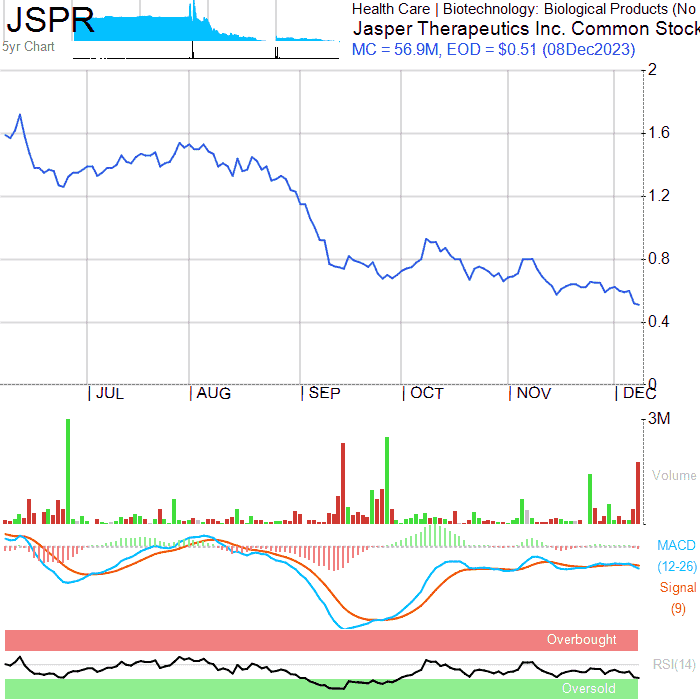 JSPR
5yr Chart
Health Care | Biotechnology: Biological Products (No
Jasper Therapeutics Inc. Common Stock
MC = 56.9M, EOD = $0.51 (08Dec2023)
2
1.6
1.2
0.8
0.4
0
JUL AUG SEP OCT NOV DEC
3M
Volume
MACD
(12-26)
Signal
(9)
Overbought
RSI(14)
Oversold